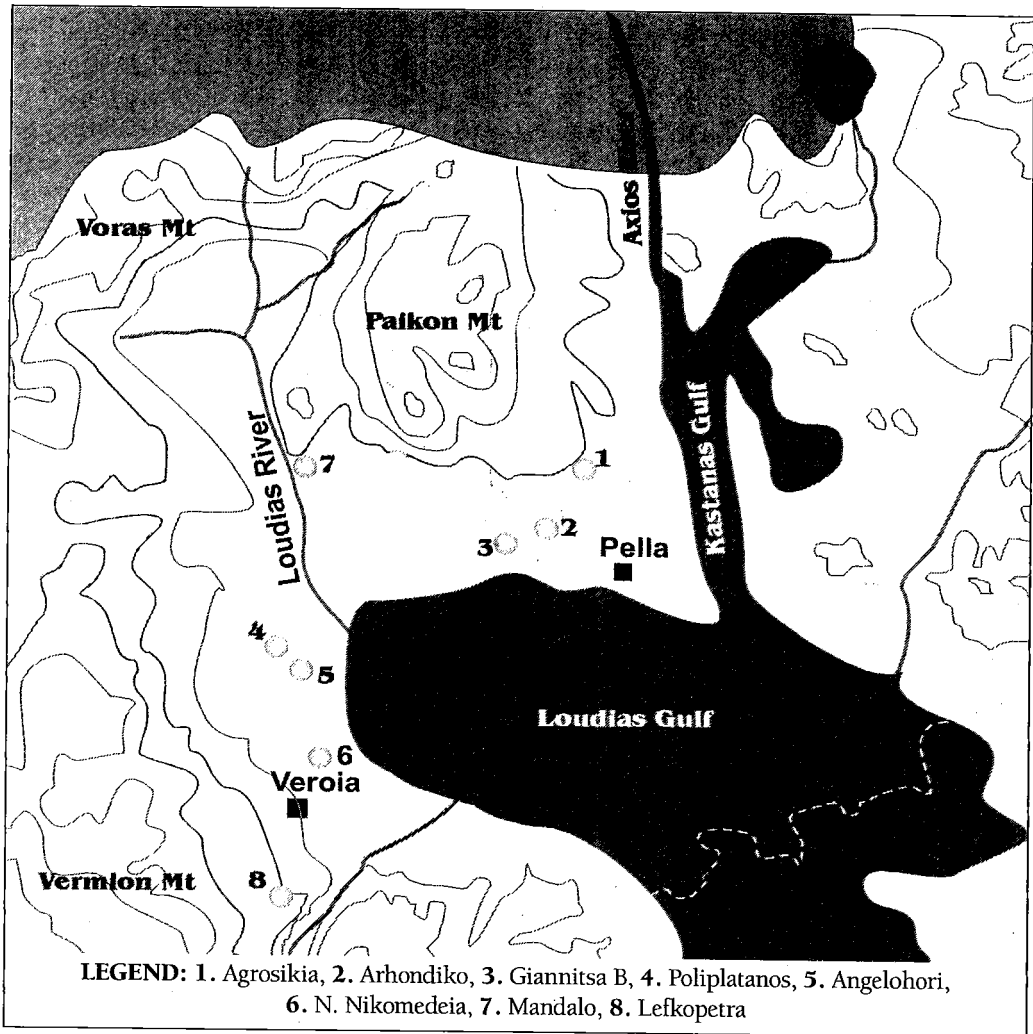 Voras Mt
Axios
Paikon Mt
Loudias River
Kastanas Gulf
7
1
2
3
Pella
4
5
Loudias Gulf
6
Veroia
Vermion Mt
8
LEGEND: 1. Agrosikia, 2. Arhondiko, 3. Giannitsa B, 4. Poliplatanos, 5. Angelohori,
6. N. Nikomedeia, 7. Mandalo, 8. Lefkopetra